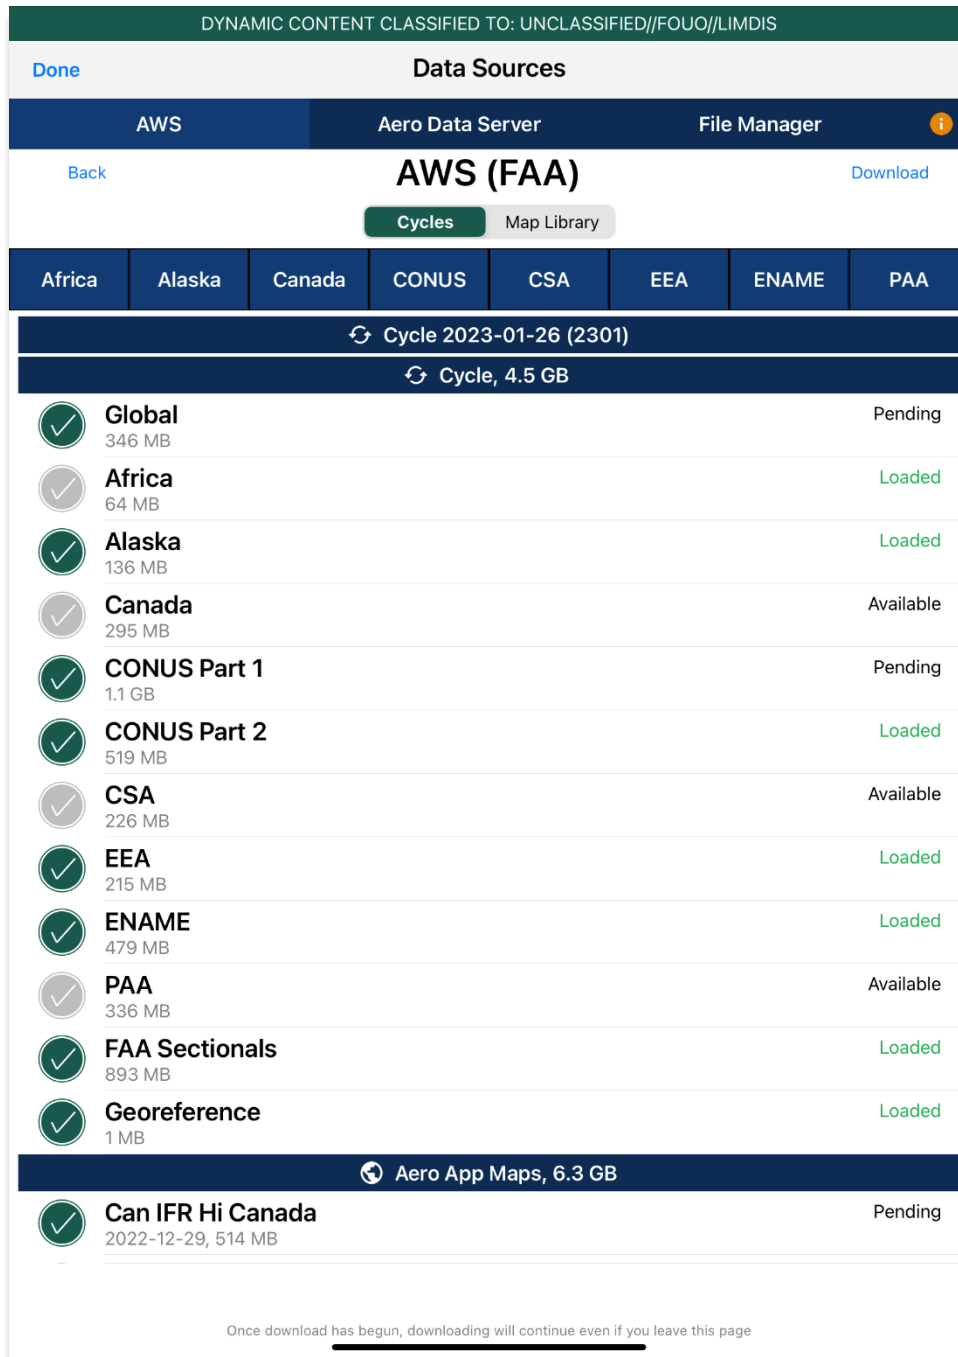 DYNAMIC CONTENT CLASSIFIED TO: UNCLASSIFIED//FOUO//LIMDIS
Done
Data Sources
AWS
Aero Data Server
File Manager
i
Back
AWS (FAA)
Download
Cycles
Map Library
Africa
Alaska
Canada
CONUS
CSA
EEA
ENAME
PAA
Cycle 2023-01-26 (2301)
Cycle, 4.5 GB
Global
Pending
346 MB
Africa
Loaded
64 MB
Alaska
Loaded
136 MB
Canada
Available
295 MB
CONUS Part 1
Pending
1.1 GB
CONUS Part 2
Loaded
519 MB
CSA
Available
226 MB
EEA
Loaded
215 MB
ENAME
Loaded
479 MB
PAA
Available
336 MB
FAA Sectionals
Loaded
893 MB
Georeference
Loaded
1 MB
Aero App Maps, 6.3 GB
Can IFR Hi Canada
Pending
2022-12-29, 514 MB
Once download has begun, downloading will continue even if you leave this page